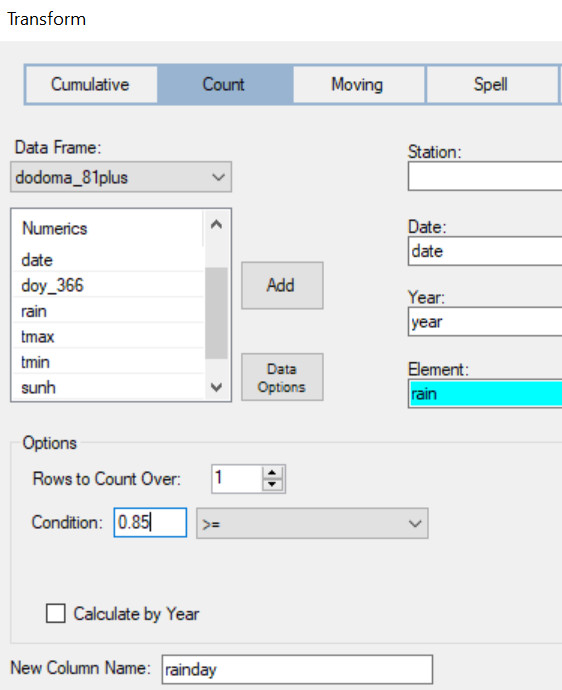 Transform
Cumulative Count Moving Spell
Data Frame:
dodoma_81plus
Numerics
date
doy_366
rain
tmax
tmin
sunh
Add
Data
Options
Station:
Date:
date
Year:
year
Element:
rain
Options
Rows to Count Over: 1
Condition: 0.85 >=
Calculate by Year
New Column Name: rainday